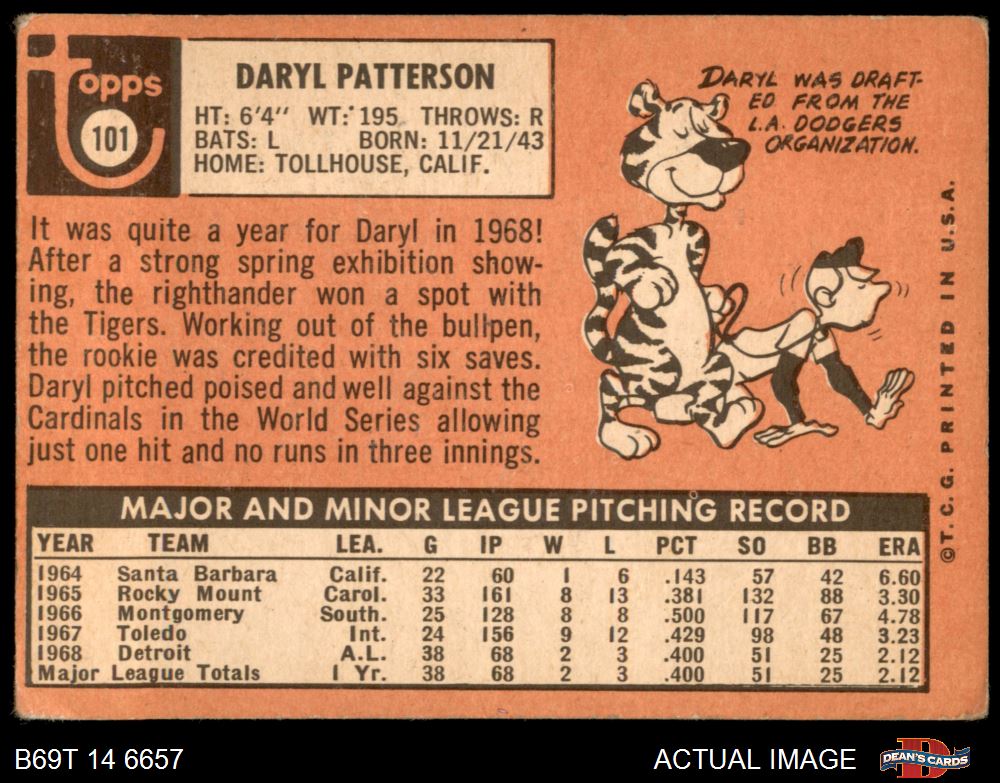 topps
101
DARYL PATTERSON
HT: 6'4" WT: 195 THROWS: R
BATS: L BORN: 11/21/43
HOME: TOLLHOUSE, CALIF.
DARYL WAS DRAFT-
ED FROM THE
L.A. DODGERS
ORGANIZATION.
It was quite a year for Daryl in 1968!
After a strong spring exhibition show-
ing, the righthander won a spot with
the Tigers. Working out of the bullpen,
the rookie was credited with six saves.
Daryl pitched poised and well against the
Cardinals in the World Series allowing
just one hit and no runs in three innings.
©T.C.G. PRINTED IN U.S.A.
MAJOR AND MINOR LEAGUE PITCHING RECORD
YEAR TEAM LEA. G IP W L PCT SO BB ERA
1964 Santa Barbara Calif. 22 60 1 6 .143 57 42 6.60
1965 Rocky Mount Carol. 33 161 8 13 .381 132 88 3.30
1966 Montgomery South. 25 128 8 8 .500 117 67 4.78
1967 Toledo Int. 24 156 9 12 .429 98 48 3.23
1968 Detroit A.L. 38 68 2 3 .400 51 25 2.12
Major League Totals 1 Yr. 38 68 2 3 .400 51 25 2.12
B69T 14 6657 ACTUAL IMAGE
DEAN'S CARDS